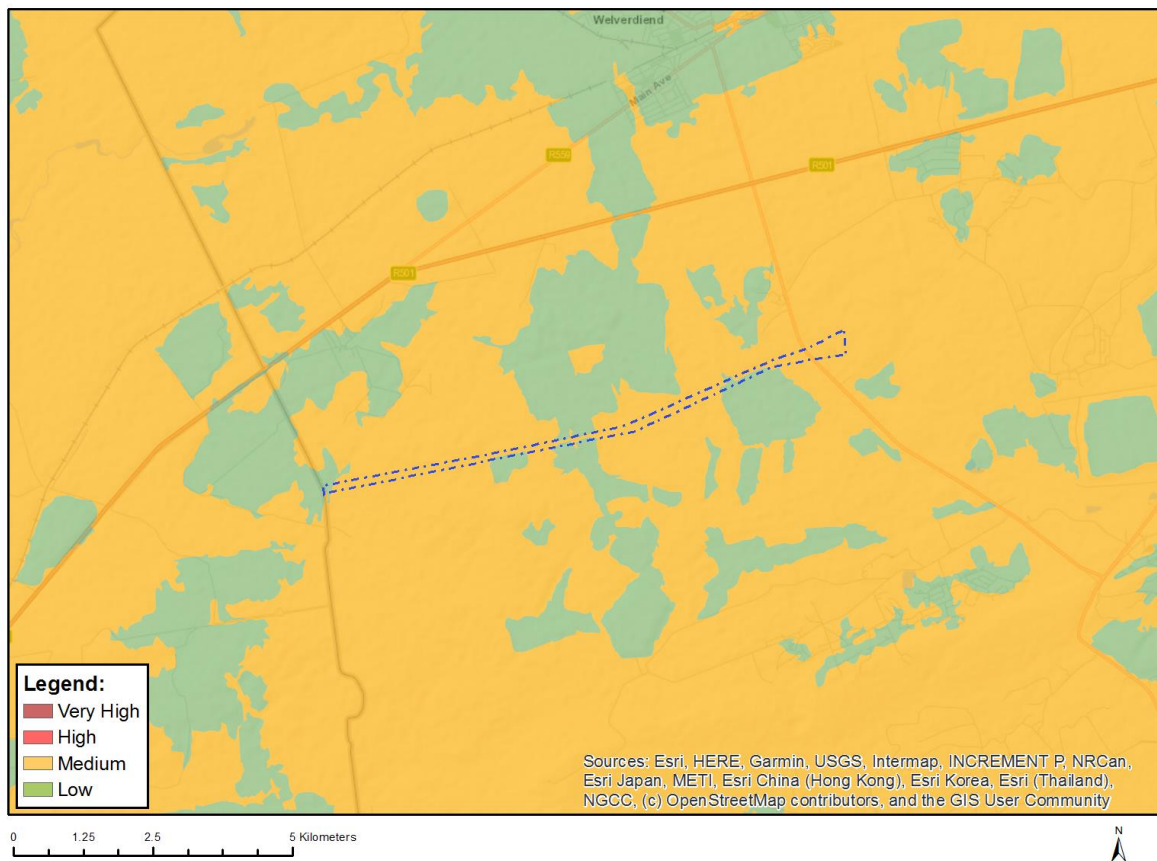 Welverdiend
Main Ave
R559
R501
R501
Legend:
Very High
High
Medium
Low
Sources: Esri, HERE, Garmin, USGS, Intermap, INCREMENT P, NRCan,
Esri Japan, METI, Esri China (Hong Kong), Esri Korea, Esri (Thailand),
NGCC, (c) OpenStreetMap contributors, and the GIS User Community
0 1.25 2.5 5 Kilometers
N